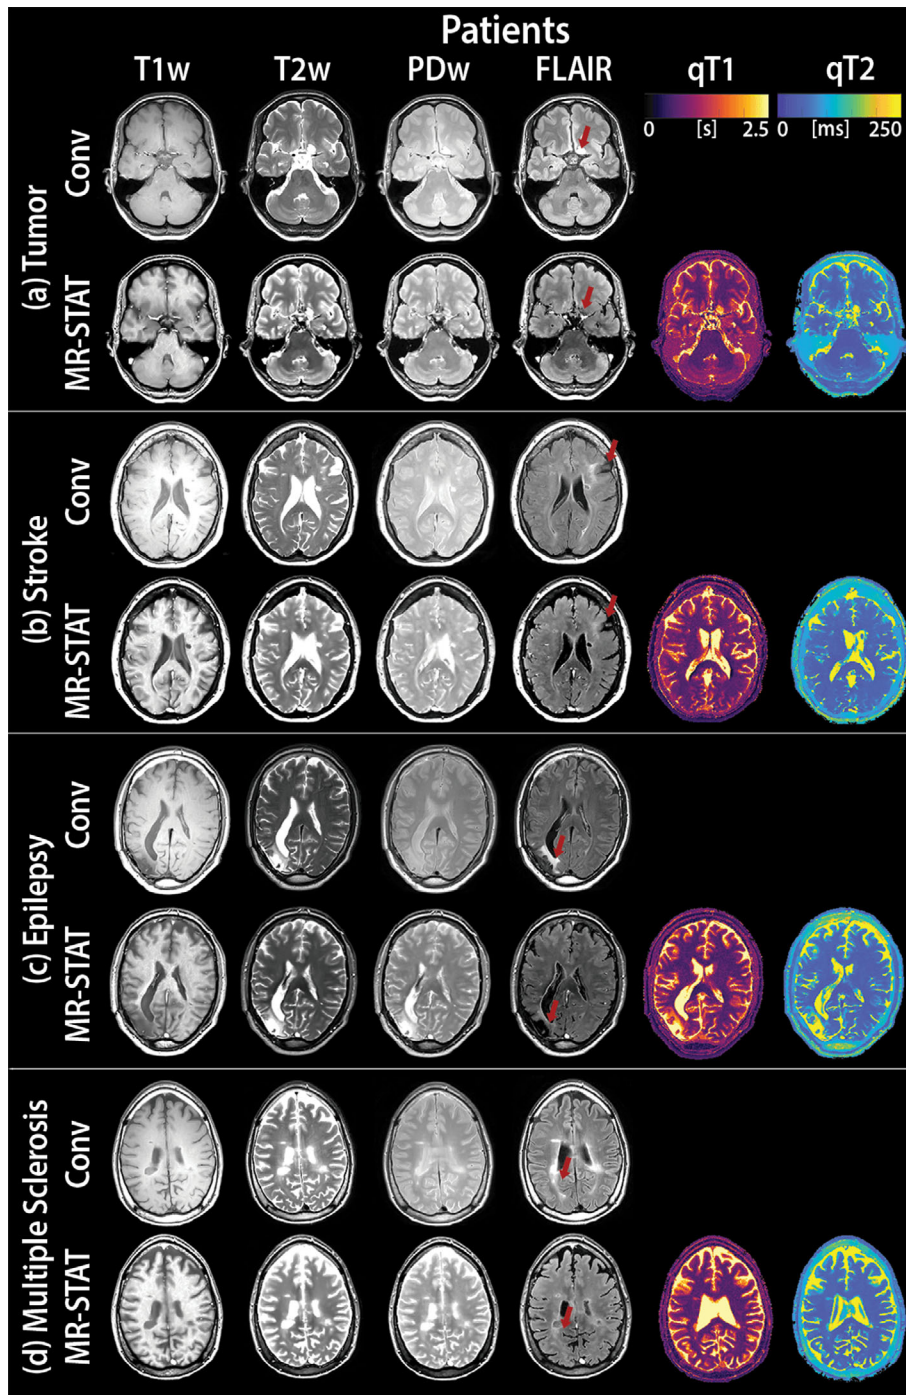 Patients
T1w T2w PDw FLAIR qT1 qT2
0 [s] 2.5 0 [ms] 250
(a) Tumor
Conv
MR-STAT
(b) Stroke
Conv
MR-STAT
(c) Epilepsy
Conv
MR-STAT
(d) Multiple Sclerosis
Conv
MR-STAT